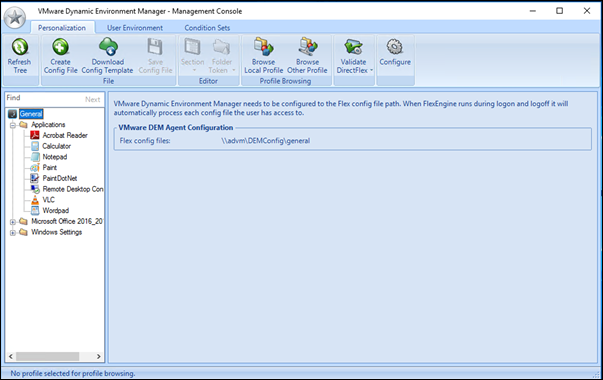 VMware Dynamic Environment Manager - Management Console
Personalization User Environment Condition Sets
Refresh Tree
Create Config File
Download Config Template
Save Config File
Section
Folder Token
Browse Local Profile
Browse Other Profile
Validate DirectFlex
Configure
File Editor Profile Browsing
Find Next
General
Applications
Acrobat Reader
Calculator
Notepad
Paint
PaintDotNet
Remote Desktop Con
VLC
Wordpad
Microsoft Office 2016_20
Windows Settings
VMware Dynamic Environment Manager needs to be configured to the Flex config file path. When FlexEngine runs during logon and logoff it will
automatically process each config file the user has access to.
VMware DEM Agent Configuration
Flex config files: \\advm\DEMConfig\general
No profile selected for profile browsing.